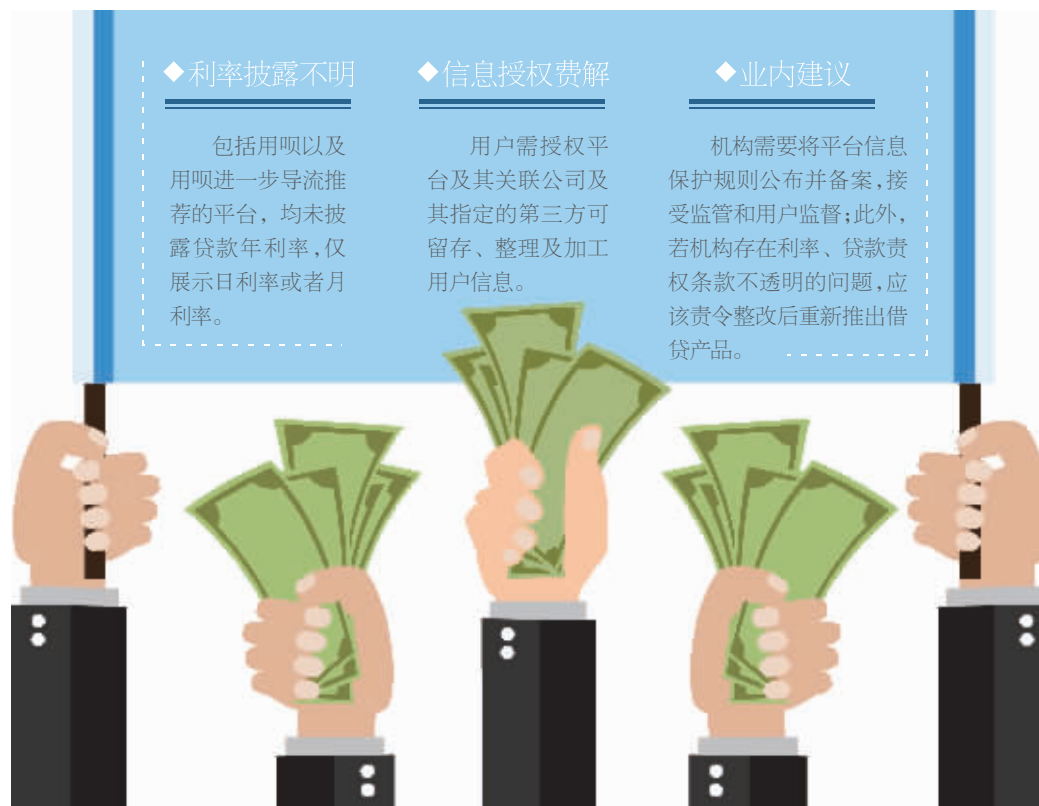 ◆利率披露不明
包括用呗以及
用呗进一步导流推
荐的平台，均未披
露贷款年利率，仅
展示日利率或者月
利率。
◆信息授权费解
用户需授权平
台及其关联公司及
其指定的第三方可
留存、整理及加工
用户信息。
◆业内建议
机构需要将平台信息
保护规则公布并备案，接
受监管和用户监督；此外，
若机构存在利率、贷款责
权条款不透明的问题，应
该责令整改后重新推出借
贷产品。